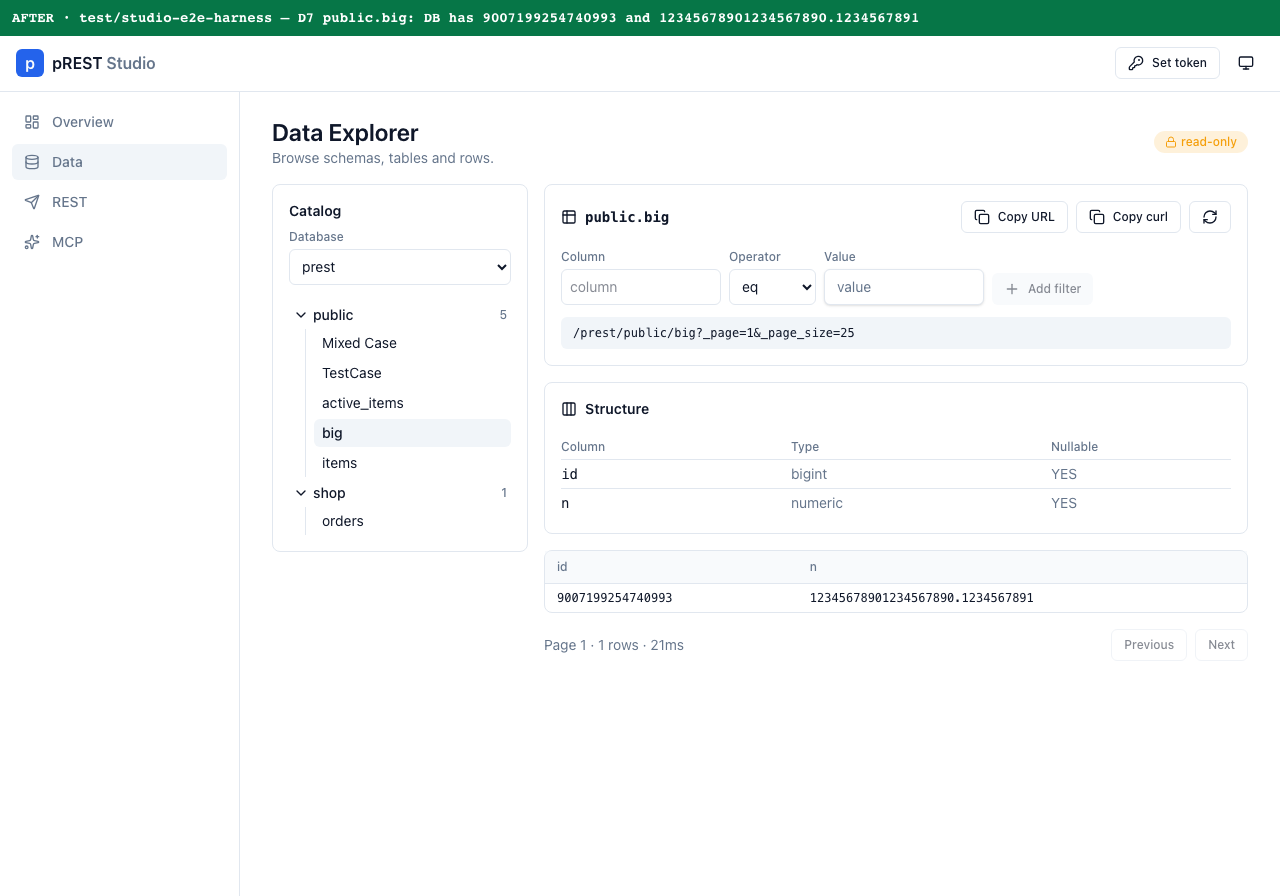 AFTER · test/studio-e2e-harness — D7 public.big: DB has 9007199254740993 and 12345678901234567890.1234567891
p pREST Studio
Set token
Overview
Data
REST
MCP
Data Explorer
Browse schemas, tables and rows.
read-only
Catalog
Database
prest
public 5
Mixed Case
TestCase
active_items
big
items
shop 1
orders
public.big
Copy URL
Copy curl
Column Operator Value
column eq value Add filter
/prest/public/big?_page=1&_page_size=25
Structure
Column Type Nullable
id bigint YES
n numeric YES
id n
9007199254740993 12345678901234567890.1234567891
Page 1 · 1 rows · 21ms
Previous Next